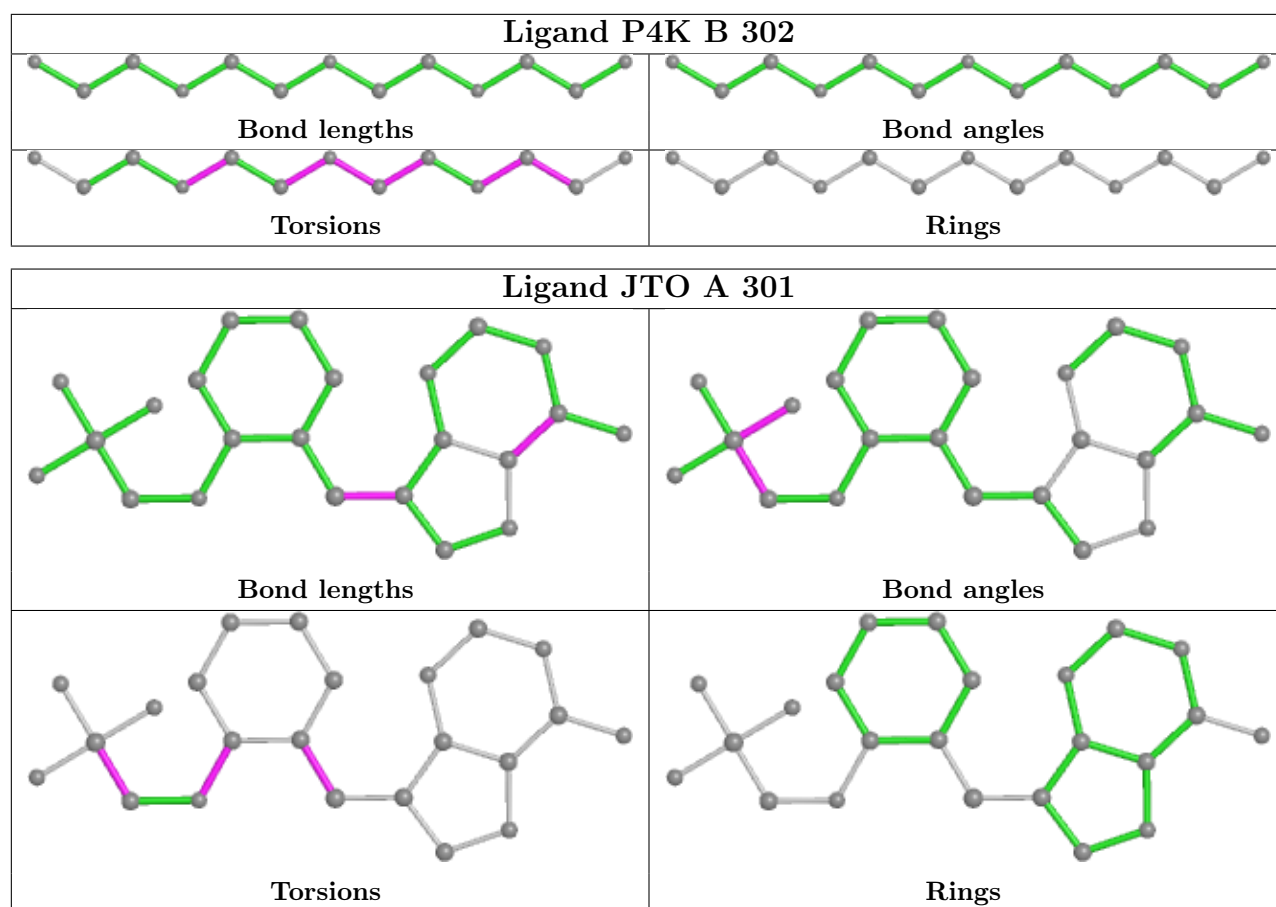 Ligand P4K B 302
Bond lengths
Bond angles
Torsions
Rings
Ligand JTO A 301
Bond lengths
Bond angles
Torsions
Rings